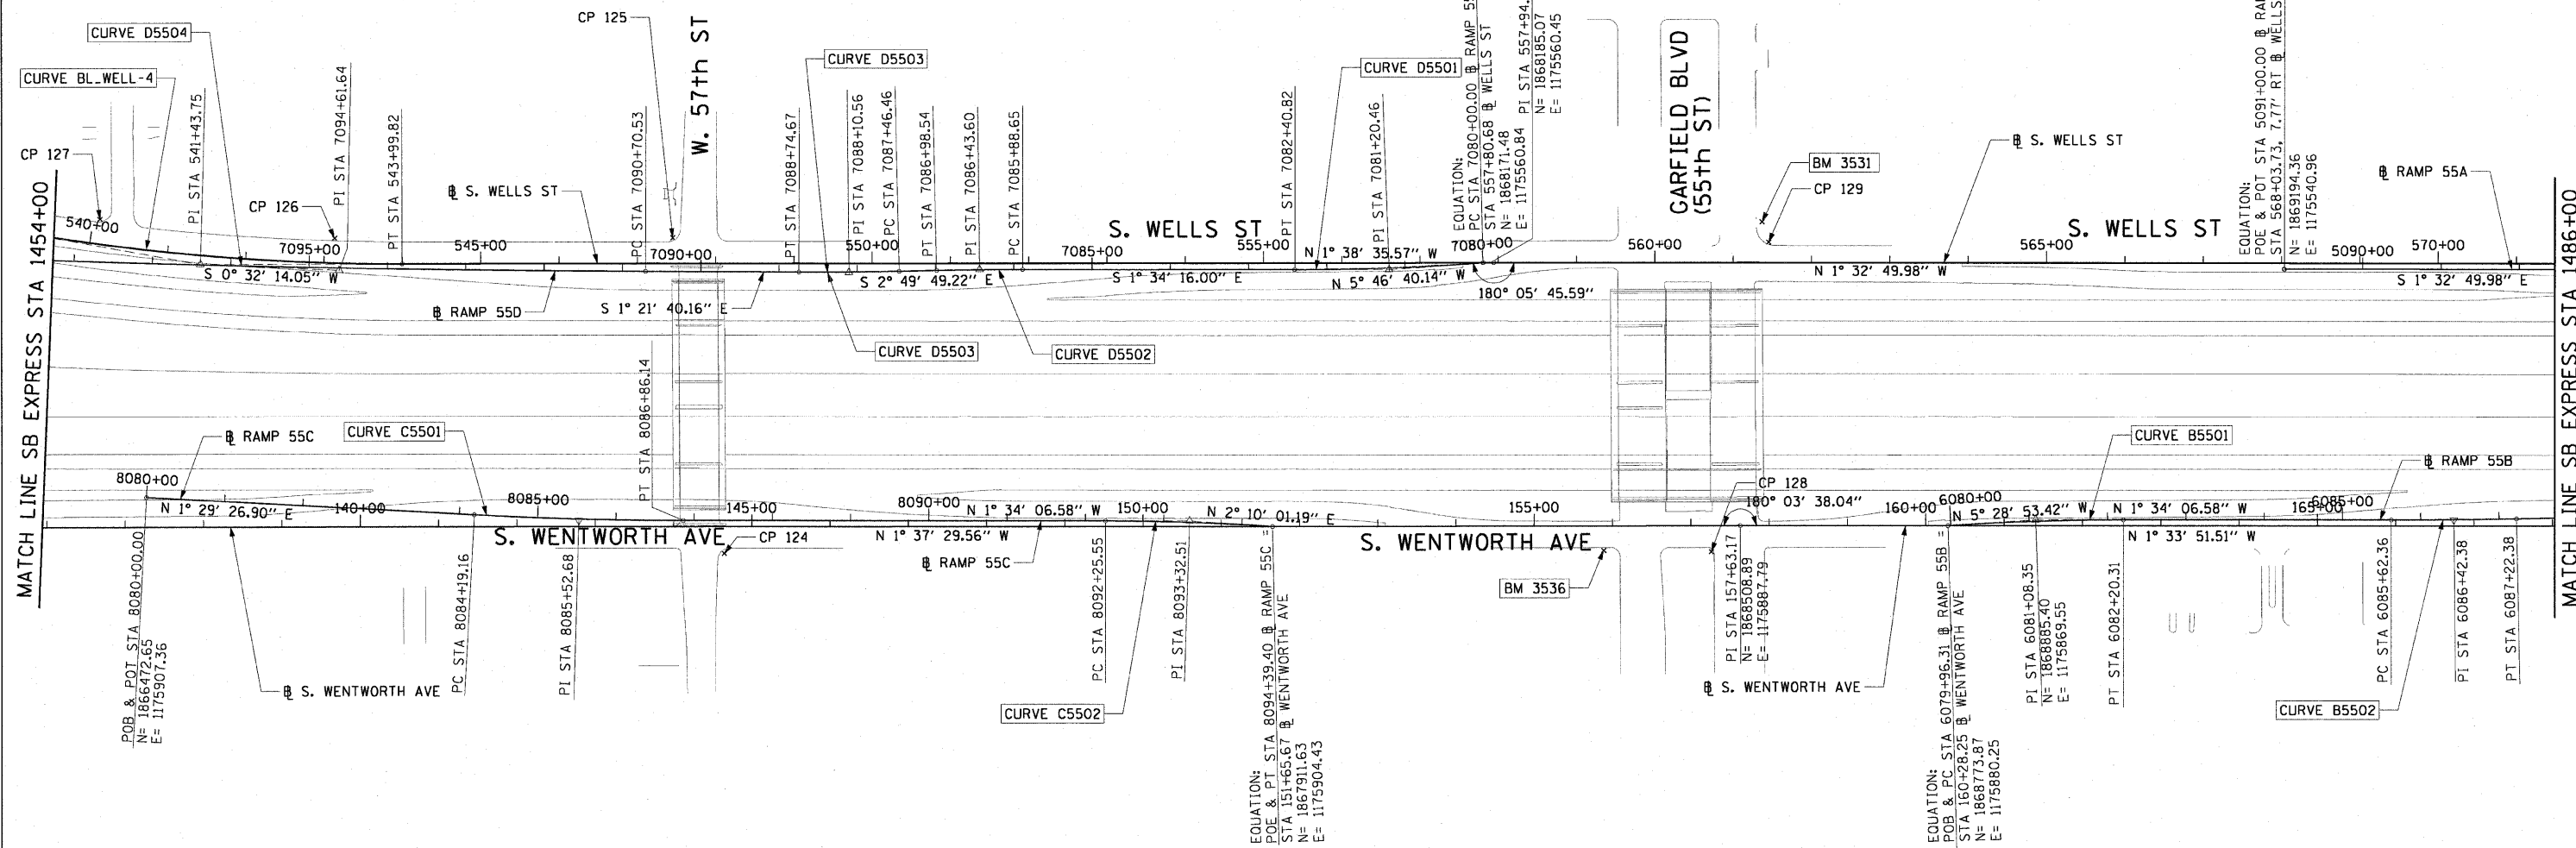 CURVE D5504
CURVE BL_WELL-4
CP 127
540+00
PI STA 541+43.75
CP 126
7095+00
PI STA 7094+61.64
PT STA 543+99.82
℄ S. WELLS ST
545+00
CP 125
PC STA 7090+70.53
7090+00
W. 57th ST
PT STA 7088+74.67
CURVE D5503
PI STA 7088+10.56
550+00
PC STA 7087+46.46
PT STA 7086+98.54
PI STA 7086+43.60
PC STA 7085+88.65
7085+00
S. WELLS ST
555+00
PT STA 7082+40.82
CURVE D5501
PI STA 7081+20.46
N 1° 38' 35.57" W
EQUATION:
PC STA 7080+00.00 ℄ RAMP 55
STA 557+80.68 ℄ WELLS ST
N= 1868171.48
E= 1175560.84
PI STA 557+94.
N= 1868185.07
E= 1175560.45
7080+00
560+00
GARFIELD BLVD
(55th ST)
BM 3531
CP 129
℄ S. WELLS ST
565+00
S. WELLS ST
EQUATION:
POE & POT STA 5091+00.00 ℄ RA
STA 568+03.73, 7.77' RT ℄ WELLS
N= 1869194.36
E= 1175540.96
5090+00
570+00
℄ RAMP 55A
MATCH LINE SB EXPRESS STA 1454+00
S 0° 32' 14.05" W
℄ RAMP 55D
S 1° 21' 40.16" E
S 2° 49' 49.22" E
S 1° 34' 16.00" E
N 5° 46' 40.14" W
180° 05' 45.59"
N 1° 32' 49.98" W
S 1° 32' 49.98" E
CURVE D5503
CURVE D5502
MATCH LINE SB EXPRESS STA 1486+00
℄ RAMP 55C
CURVE C5501
8080+00
N 1° 29' 26.90" E
140+00
8085+00
PT STA 8086+86.14
145+00
8090+00
N 1° 34' 06.58" W
150+00
N 2° 10' 01.19" E
155+00
CP 128
180° 03' 38.04"
160+00
6080+00
N 5° 28' 53.42" W
CURVE B5501
N 1° 34' 06.58" W
165+00
6085+00
℄ RAMP 55B
S. WENTWORTH AVE
CP 124
N 1° 37' 29.56" W
℄ RAMP 55C
S. WENTWORTH AVE
BM 3536
N 1° 33' 51.51" W
POB & POT STA 8080+00.00
N= 1866472.65
E= 1175907.36
℄ S. WENTWORTH AVE
PC STA 8084+19.16
PI STA 8085+52.68
PC STA 8092+25.55
PI STA 8093+32.51
CURVE C5502
EQUATION:
POE & PT STA 8094+39.40 ℄ RAMP 55C =
STA 151+65.67 ℄ WENTWORTH AVE
N= 1867911.63
E= 1175904.43
PI STA 157+63.17
N= 1868508.89
E= 1175887.79
℄ S. WENTWORTH AVE
EQUATION:
POB & PC STA 6079+96.31 ℄ RAMP 55B =
STA 160+28.25 ℄ WENTWORTH AVE
N= 1868773.87
E= 1175880.25
PI STA 6081+08.35
N= 1868885.40
E= 1175869.55
PT STA 6082+20.31
PC STA 6085+62.36
PI STA 6086+42.38
PT STA 6087+22.38
CURVE B5502